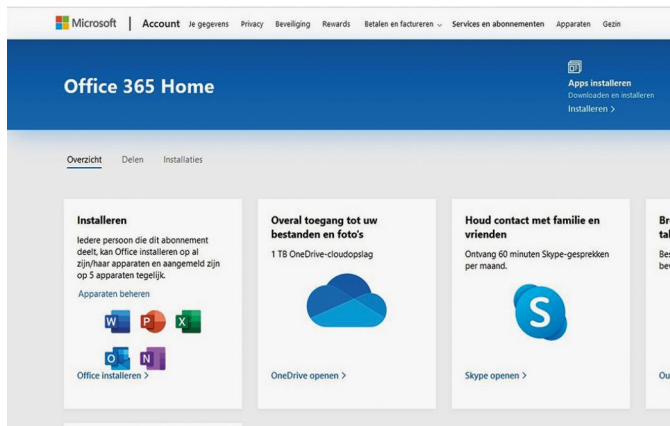 Microsoft Account Je gegevens Privacy Beveiliging Rewards Betalen en factureren Services en abonnementen Apparaten Gezin
Office 365 Home
Apps installeren
Downloaden en installeren
Installeren >
Overzicht Delen Installaties
Installeren
Iedere persoon die dit abonnement
deelt, kan Office installeren op al
zijn/haar apparaten en aangemeld zijn
op 5 apparaten tegelijk.
Apparaten beheren
W P X
O N
Office installeren >
Overal toegang tot uw
bestanden en foto's
1 TB OneDrive-cloudopslag
OneDrive openen >
Houd contact met familie en
vrienden
Ontvang 60 minuten Skype-gesprekken
per maand.
S
Skype openen >